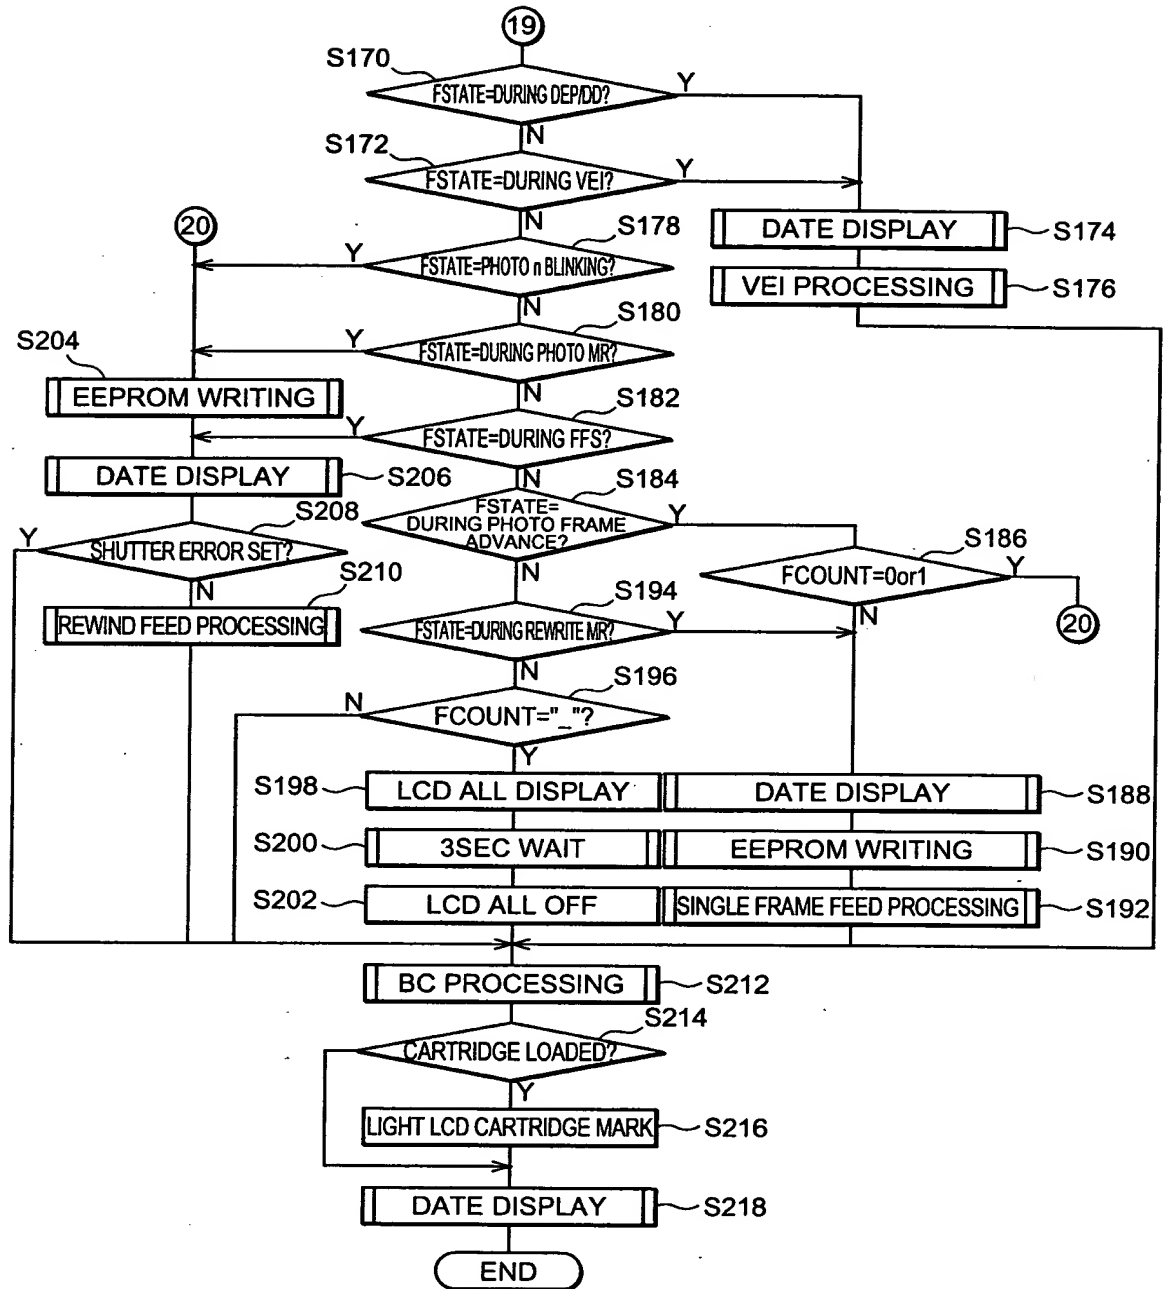 19
S170
FSTATE=DURING DEP/DD?
Y
N
S172
FSTATE=DURING VEI?
Y
N
20
S178
Y
FSTATE=PHOTO n BLINKING?
N
DATE DISPLAY
S174
VEI PROCESSING
S176
S180
Y
FSTATE=DURING PHOTO MR?
N
S204
EEPROM WRITING
S182
Y
FSTATE=DURING FFS?
N
DATE DISPLAY
S206
S184
FSTATE=
DURING PHOTO FRAME
ADVANCE?
Y
N
S208
Y
SHUTTER ERROR SET?
N
S186
FCOUNT=0or1
Y
N
20
S210
REWIND FEED PROCESSING
S194
FSTATE=DURING REWRITE MR?
Y
N
S196
N
FCOUNT="_"?
Y
S198
LCD ALL DISPLAY
DATE DISPLAY
S188
S200
3SEC WAIT
EEPROM WRITING
S190
S202
LCD ALL OFF
SINGLE FRAME FEED PROCESSING
S192
BC PROCESSING
S212
S214
CARTRIDGE LOADED?
Y
LIGHT LCD CARTRIDGE MARK
S216
DATE DISPLAY
S218
END